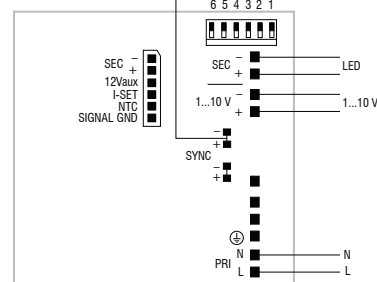 6 5 4 3 2 1
SEC –
+
12Vaux
I-SET
NTC
SIGNAL GND
SEC –
+
LED
1...10 V –
+
1...10 V
–
+
SYNC
–
+
PRI N
L
N
L